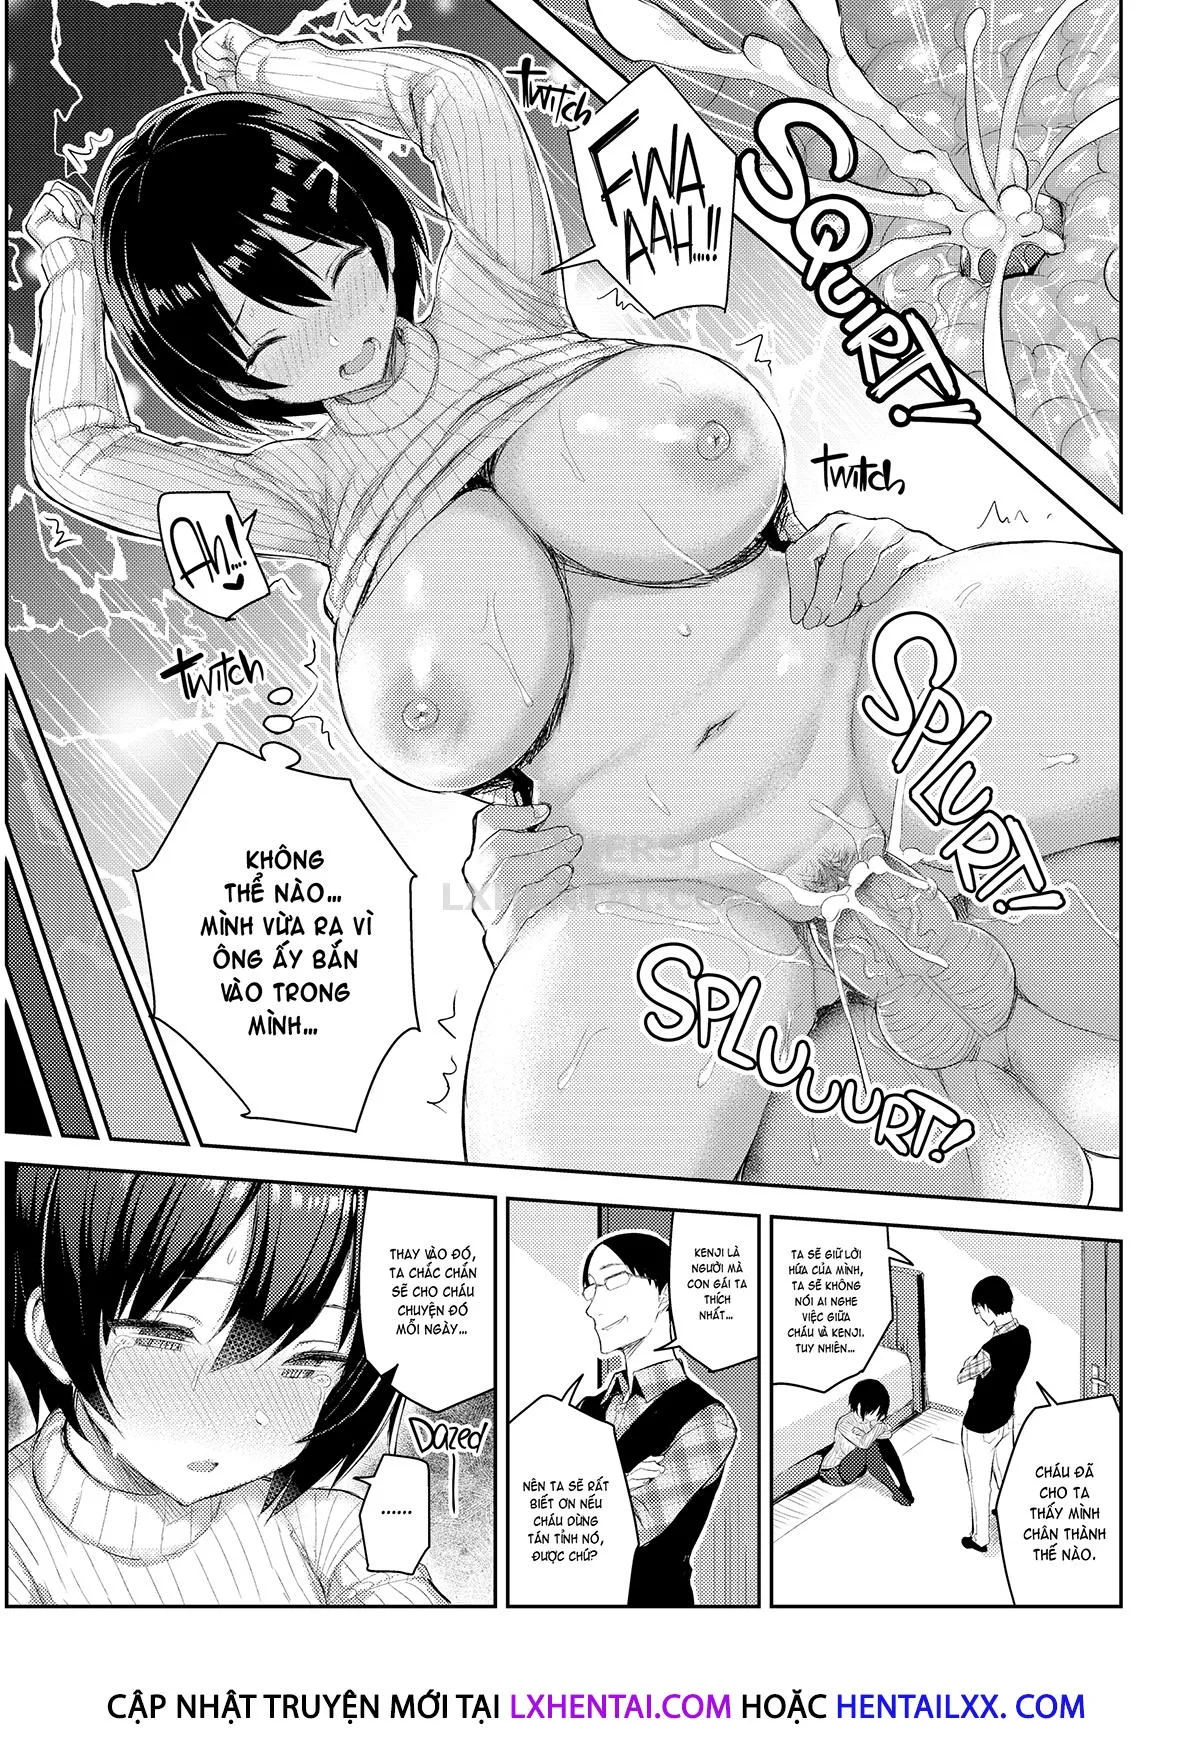 SQUIRT!
TWITCH
FWA
AAH....!!
TWITCH
AH...!
TWITCH
SPLURT!
SPLUUUURT!
KHÔNG
THỂ NÀO...
MÌNH VỪA RA VÌ
ÔNG ẤY BẮN
VÀO TRONG
MÌNH...
CHÁU ĐÃ
CHO TA
THẤY MÌNH
CHÂN THÀNH
THẾ NÀO.
TA SẼ GIỮ LỜI
HỨA CỦA MÌNH,
TA SẼ KHÔNG
NÓI AI NGHE
VIỆC GIỮA
CHÁU VÀ KENJI.
TUY NHIÊN...
KENJI LÀ
NGƯỜI MÀ
CON GÁI TA
THÍCH
NHẤT...
NÊN TA SẼ RẤT
BIẾT ƠN NẾU
CHÁU DỪNG
TÁN TỈNH NÓ,
ĐƯỢC CHỨ?
THAY VÀO ĐÓ,
TA CHẮC CHẮN
SẼ CHO CHÁU
CHUYỆN ĐÓ
MỖI NGÀY...
DAZED
......
CẬP NHẬT TRUYỆN MỚI TẠI LXHENTAI.COM HOẶC HENTAILXX. COM